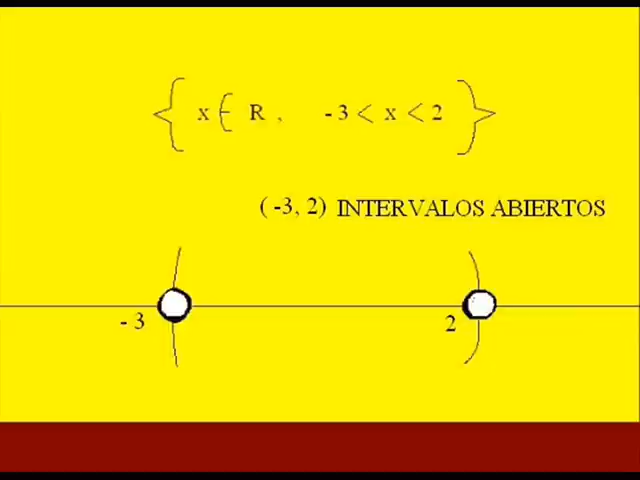 { x ∈ R , -3 < x < 2 }
( -3, 2) INTERVALOS ABIERTOS
-3 2